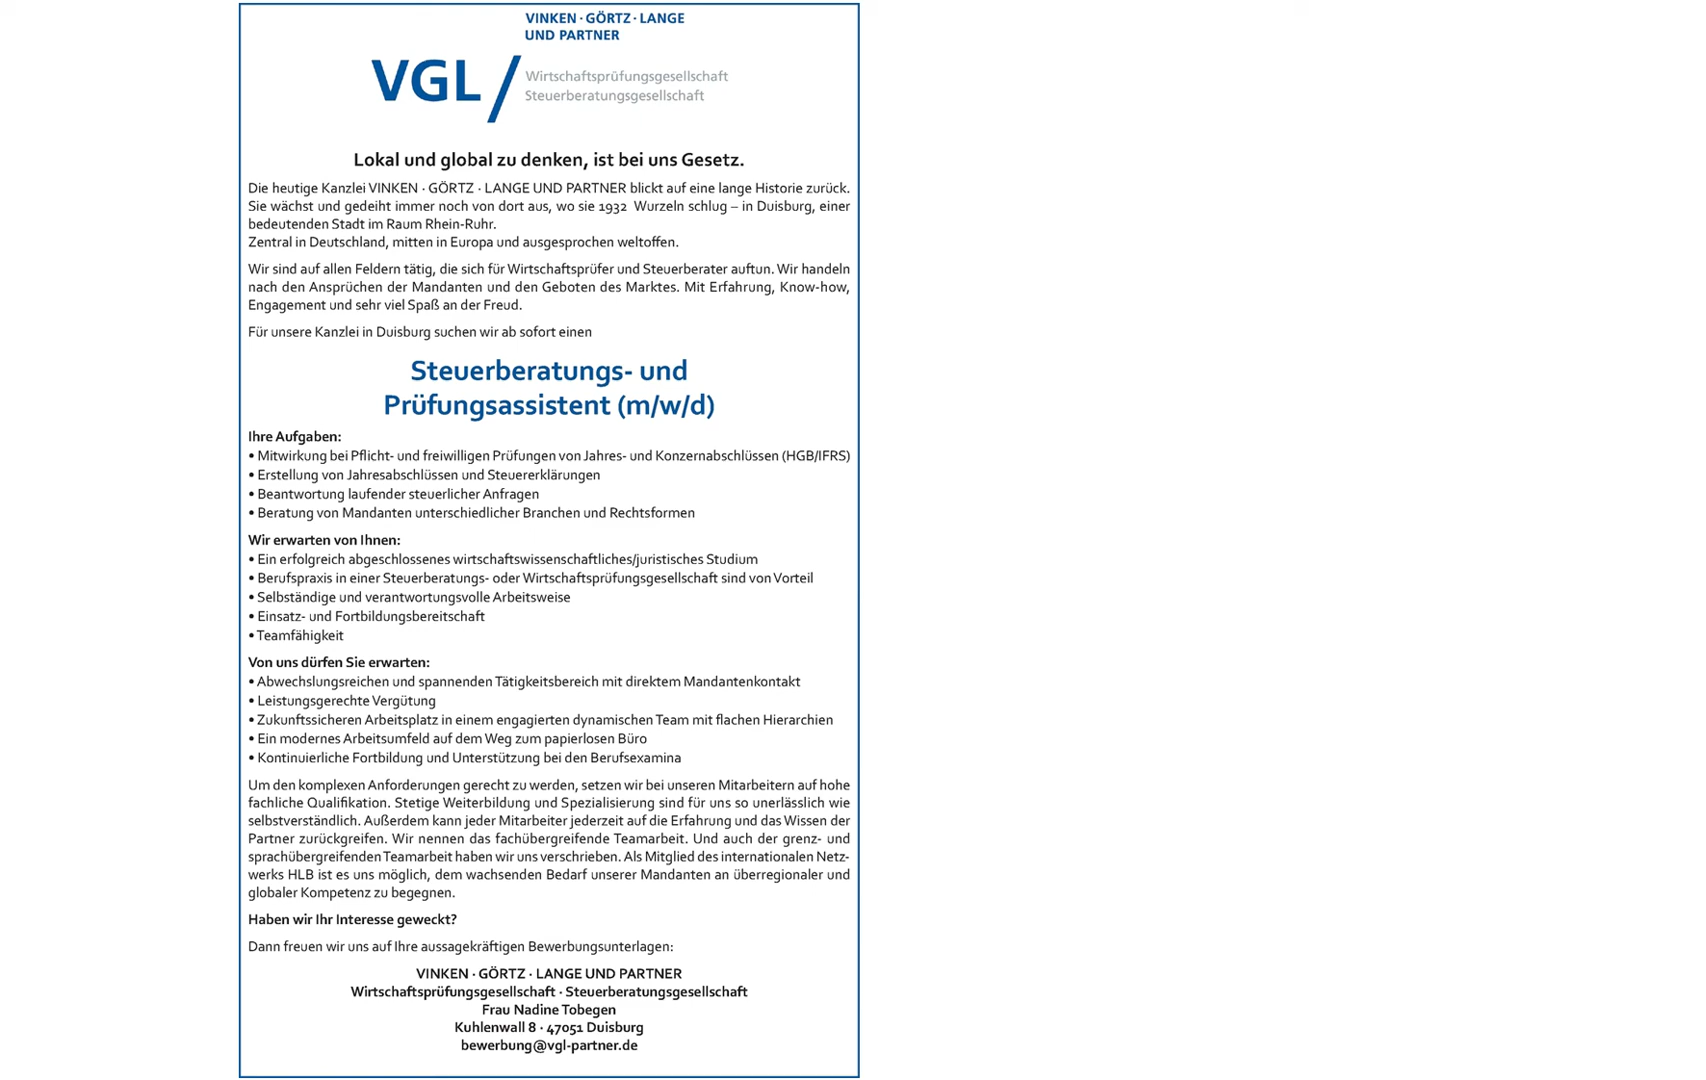 VINKEN · GÖRTZ · LANGE
UND PARTNER
VGL/
Wirtschaftsprüfungsgesellschaft
Steuerberatungsgesellschaft
Lokal und global zu denken, ist bei uns Gesetz.
Die heutige Kanzlei VINKEN · GÖRTZ · LANGE UND PARTNER blickt auf eine lange Historie zurück.
Sie wächst und gedeiht immer noch von dort aus, wo sie 1932 Wurzeln schlug – in Duisburg, einer
bedeutenden Stadt im Raum Rhein-Ruhr.
Zentral in Deutschland, mitten in Europa und ausgesprochen weltoffen.
Wir sind auf allen Feldern tätig, die sich für Wirtschaftsprüfer und Steuerberater auftun. Wir handeln
nach den Ansprüchen der Mandanten und den Geboten des Marktes. Mit Erfahrung, Know-how,
Engagement und sehr viel Spaß an der Freud.
Für unsere Kanzlei in Duisburg suchen wir ab sofort einen
Steuerberatungs- und
Prüfungsassistent (m/w/d)
Ihre Aufgaben:
• Mitwirkung bei Pflicht- und freiwilligen Prüfungen von Jahres- und Konzernabschlüssen (HGB/IFRS)
• Erstellung von Jahresabschlüssen und Steuererklärungen
• Beantwortung laufender steuerlicher Anfragen
• Beratung von Mandanten unterschiedlicher Branchen und Rechtsformen
Wir erwarten von Ihnen:
• Ein erfolgreich abgeschlossenes wirtschaftswissenschaftliches/juristisches Studium
• Berufspraxis in einer Steuerberatungs- oder Wirtschaftsprüfungsgesellschaft sind von Vorteil
• Selbständige und verantwortungsvolle Arbeitsweise
• Einsatz- und Fortbildungsbereitschaft
• Teamfähigkeit
Von uns dürfen Sie erwarten:
• Abwechslungsreichen und spannenden Tätigkeitsbereich mit direktem Mandantenkontakt
• Leistungsgerechte Vergütung
• Zukunftssicheren Arbeitsplatz in einem engagierten dynamischen Team mit flachen Hierarchien
• Ein modernes Arbeitsumfeld auf dem Weg zum papierlosen Büro
• Kontinuierliche Fortbildung und Unterstützung bei den Berufsexamina
Um den komplexen Anforderungen gerecht zu werden, setzen wir bei unseren Mitarbeitern auf hohe
fachliche Qualifikation. Stetige Weiterbildung und Spezialisierung sind für uns so unerlässlich wie
selbstverständlich. Außerdem kann jeder Mitarbeiter jederzeit auf die Erfahrung und das Wissen der
Partner zurückgreifen. Wir nennen das fachübergreifende Teamarbeit. Und auch der grenz- und
sprachübergreifenden Teamarbeit haben wir uns verschrieben. Als Mitglied des internationalen Netz-
werks HLB ist es uns möglich, dem wachsenden Bedarf unserer Mandanten an überregionaler und
globaler Kompetenz zu begegnen.
Haben wir Ihr Interesse geweckt?
Dann freuen wir uns auf Ihre aussagekräftigen Bewerbungsunterlagen:
VINKEN · GÖRTZ · LANGE UND PARTNER
Wirtschaftsprüfungsgesellschaft · Steuerberatungsgesellschaft
Frau Nadine Tobegen
Kuhlenwall 8 · 47051 Duisburg
bewerbung@vgl-partner.de